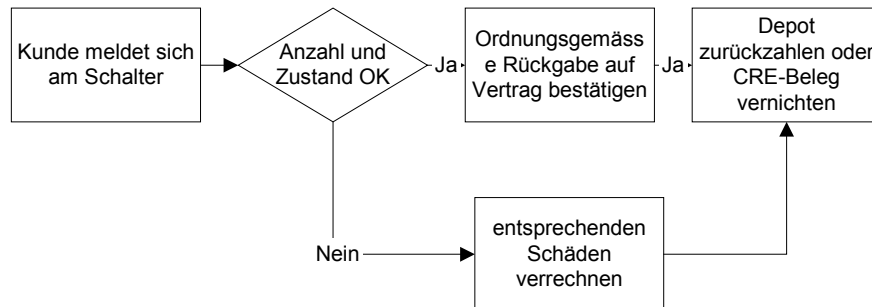 Kunde meldet sich
am Schalter
Anzahl und
Zustand OK
Ja
Ordnungsgemäss
e Rückgabe auf
Vertrag bestätigen
Ja
Depot
zurückzahlen oder
CRE-Beleg
vernichten
Nein
entsprechenden
Schäden
verrechnen